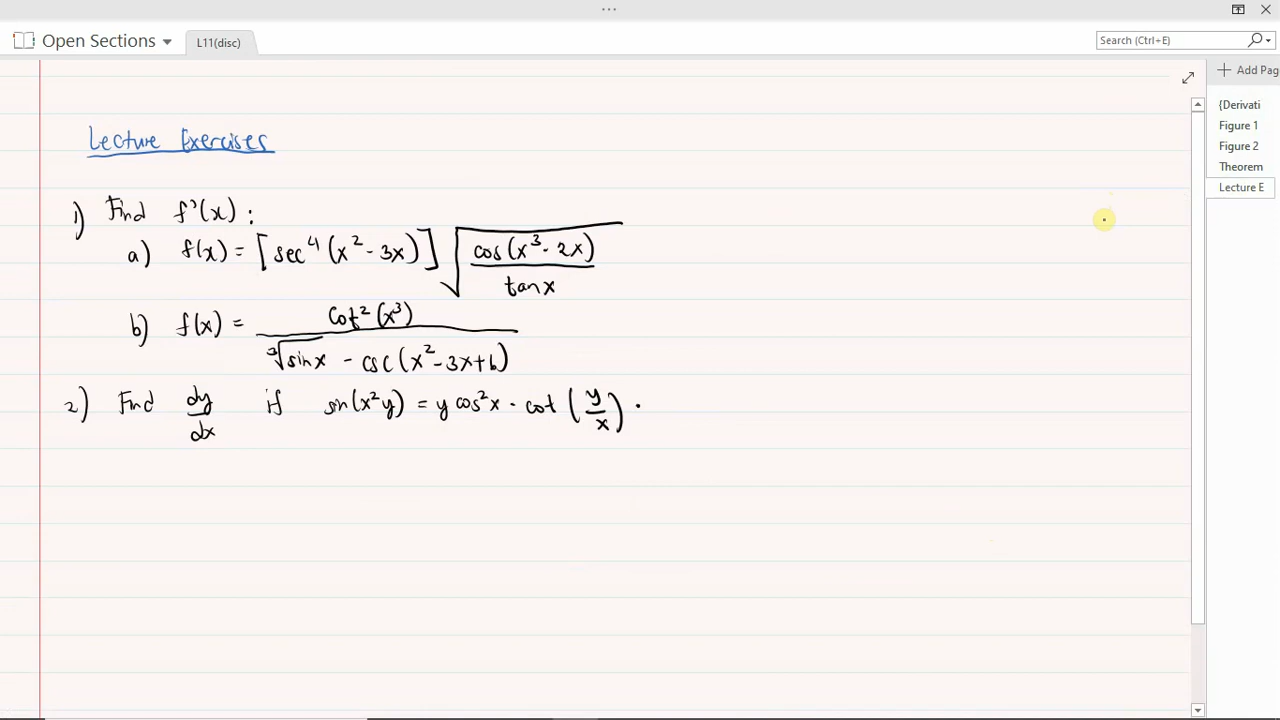 Open Sections
L11(disc)
Search (Ctrl+E)
Add Pag
{Derivati
Figure 1
Figure 2
Theorem
Lecture E
Lecture Exercises
1) Find f'(x) :
a) f(x) = [sec⁴(x² - 3x)] √(cos(x³ - 2x) / tan x)
b) f(x) = cot²(x³) / (∛sin x - csc(x² - 3x + 6))
2) Find dy/dx if sin(x²y) = y cos²x - cot(y/x) .